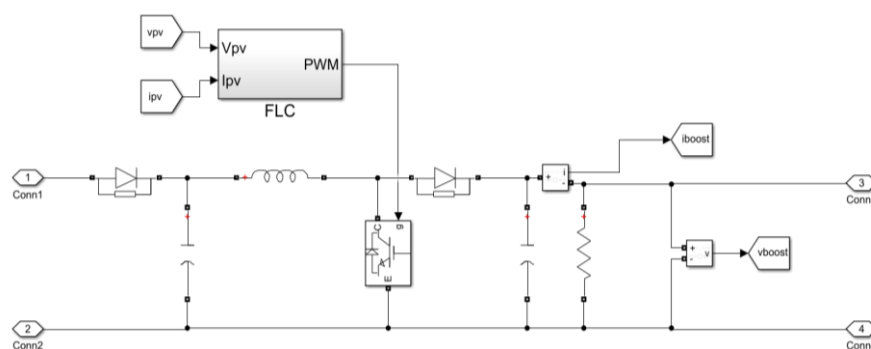 vpv
Vpv
PWM
ipv
Ipv
FLC
iboost
1
Conn1
+
i
-
3
Conn
C
g
E
+
-
v
vboost
2
Conn2
4
Conn